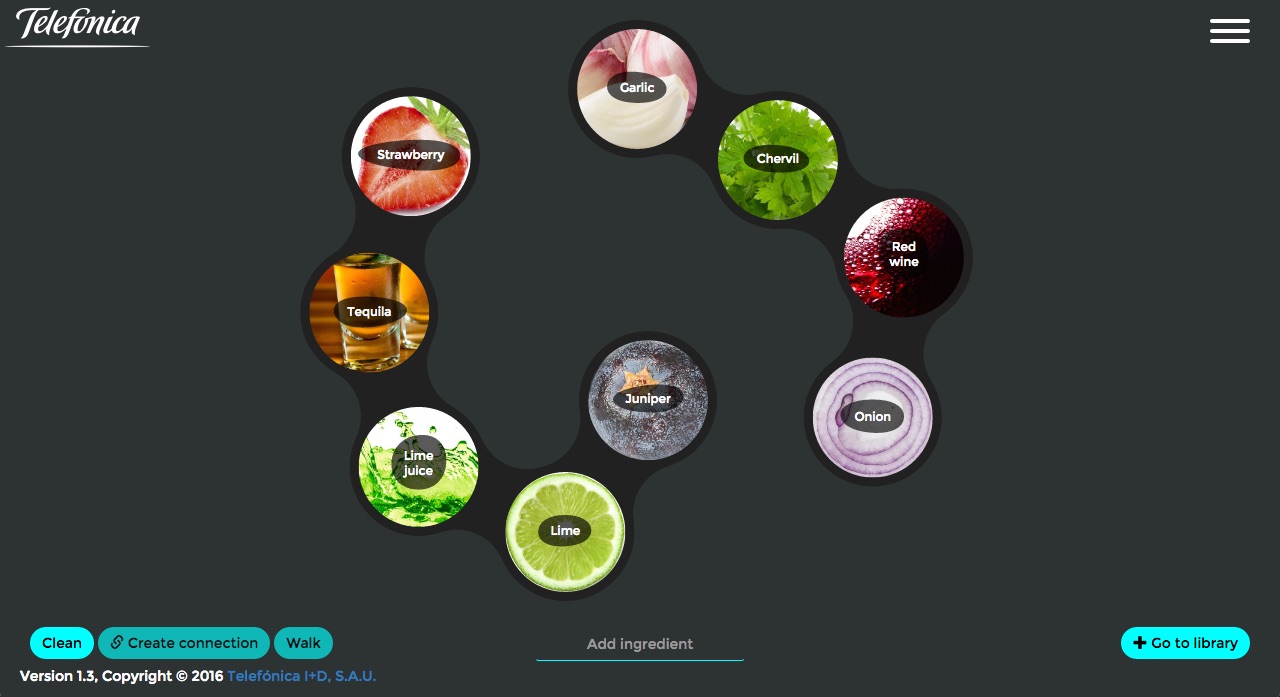 Telefónica
Garlic
Chervil
Strawberry
Red
wine
Tequila
Juniper
Onion
Lime
juice
Lime
Clean
Create connection
Walk
Add ingredient
Go to library
Version 1.3, Copyright © 2016 Telefónica I+D, S.A.U.